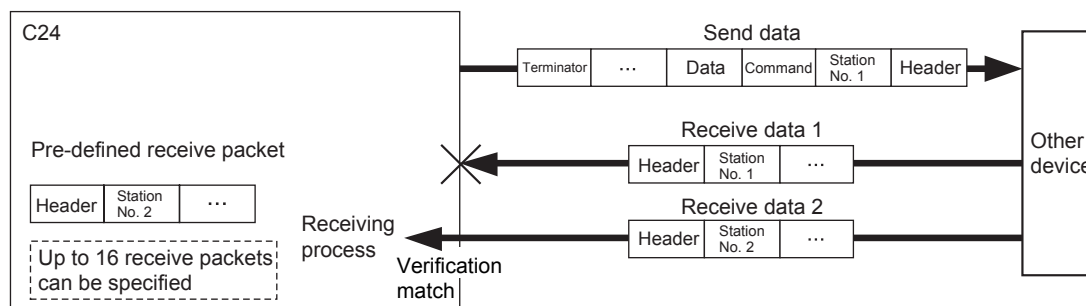 C24
Send data
Terminator ... Data Command Station No. 1 Header
Receive data 1
Header Station No. 1 ...
Pre-defined receive packet
Header Station No. 2 ...
Up to 16 receive packets
can be specified
Receive data 2
Header Station No. 2 ...
Receiving
process
Verification
match
Other
device